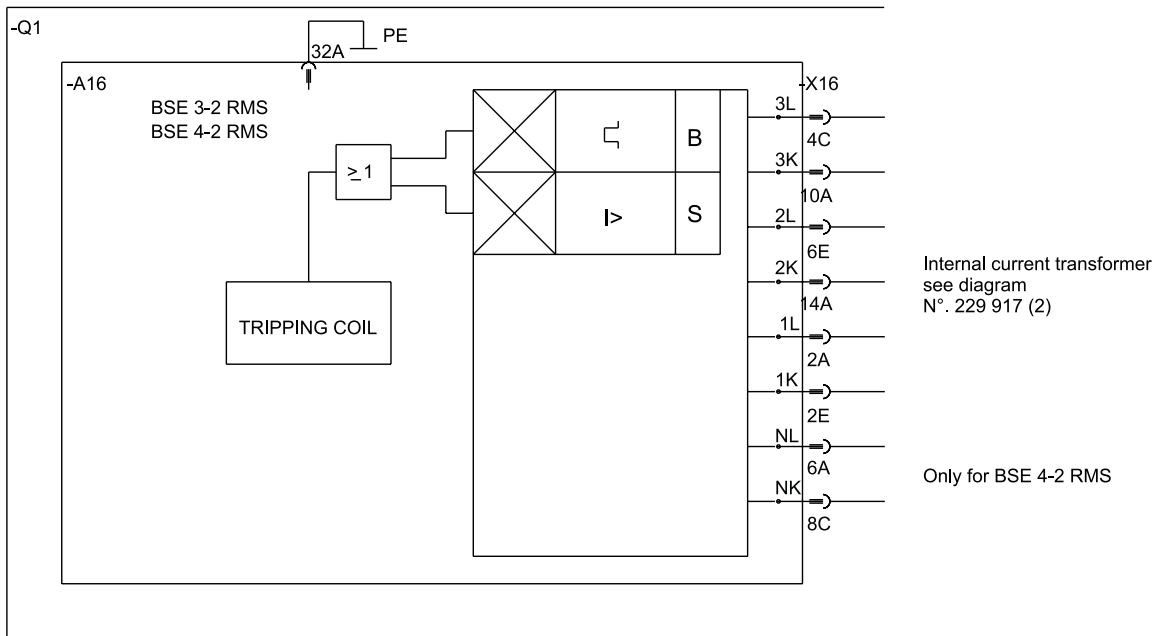 -Q1
PE
32A
-A16
-X16
BSE 3-2 RMS
BSE 4-2 RMS
3L
4C
B
≥1
3K
10A
I>
S
2L
6E
2K
14A
Internal current transformer
see diagram
N°. 229 917 (2)
TRIPPING COIL
1L
2A
1K
2E
NL
6A
Only for BSE 4-2 RMS
NK
8C